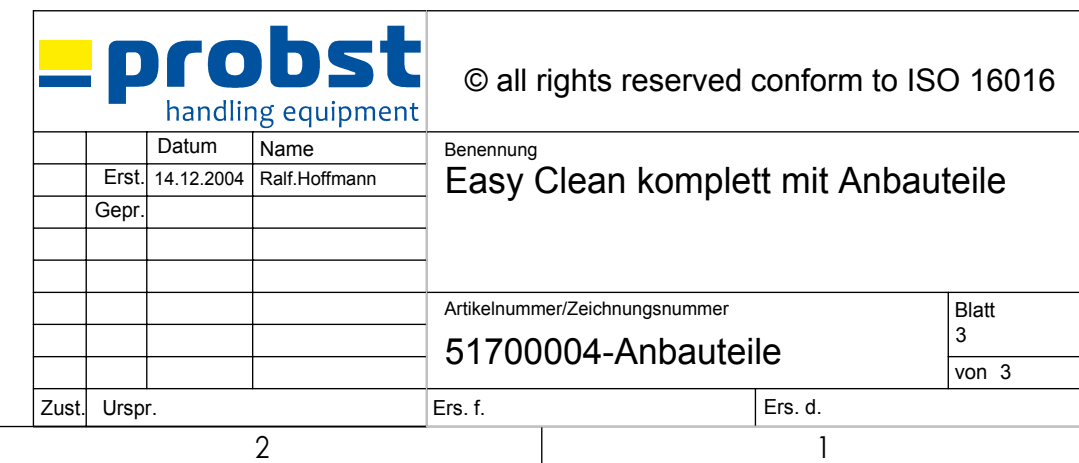 probst
handling equipment
© all rights reserved conform to ISO 16016
Datum Name
Erst. 14.12.2004 Ralf.Hoffmann
Gepr.
Benennung
Easy Clean komplett mit Anbauteile
Artikelnummer/Zeichnungsnummer
51700004-Anbauteile
Blatt
3
von 3
Zust. Urspr. Ers. f. Ers. d.
2 1